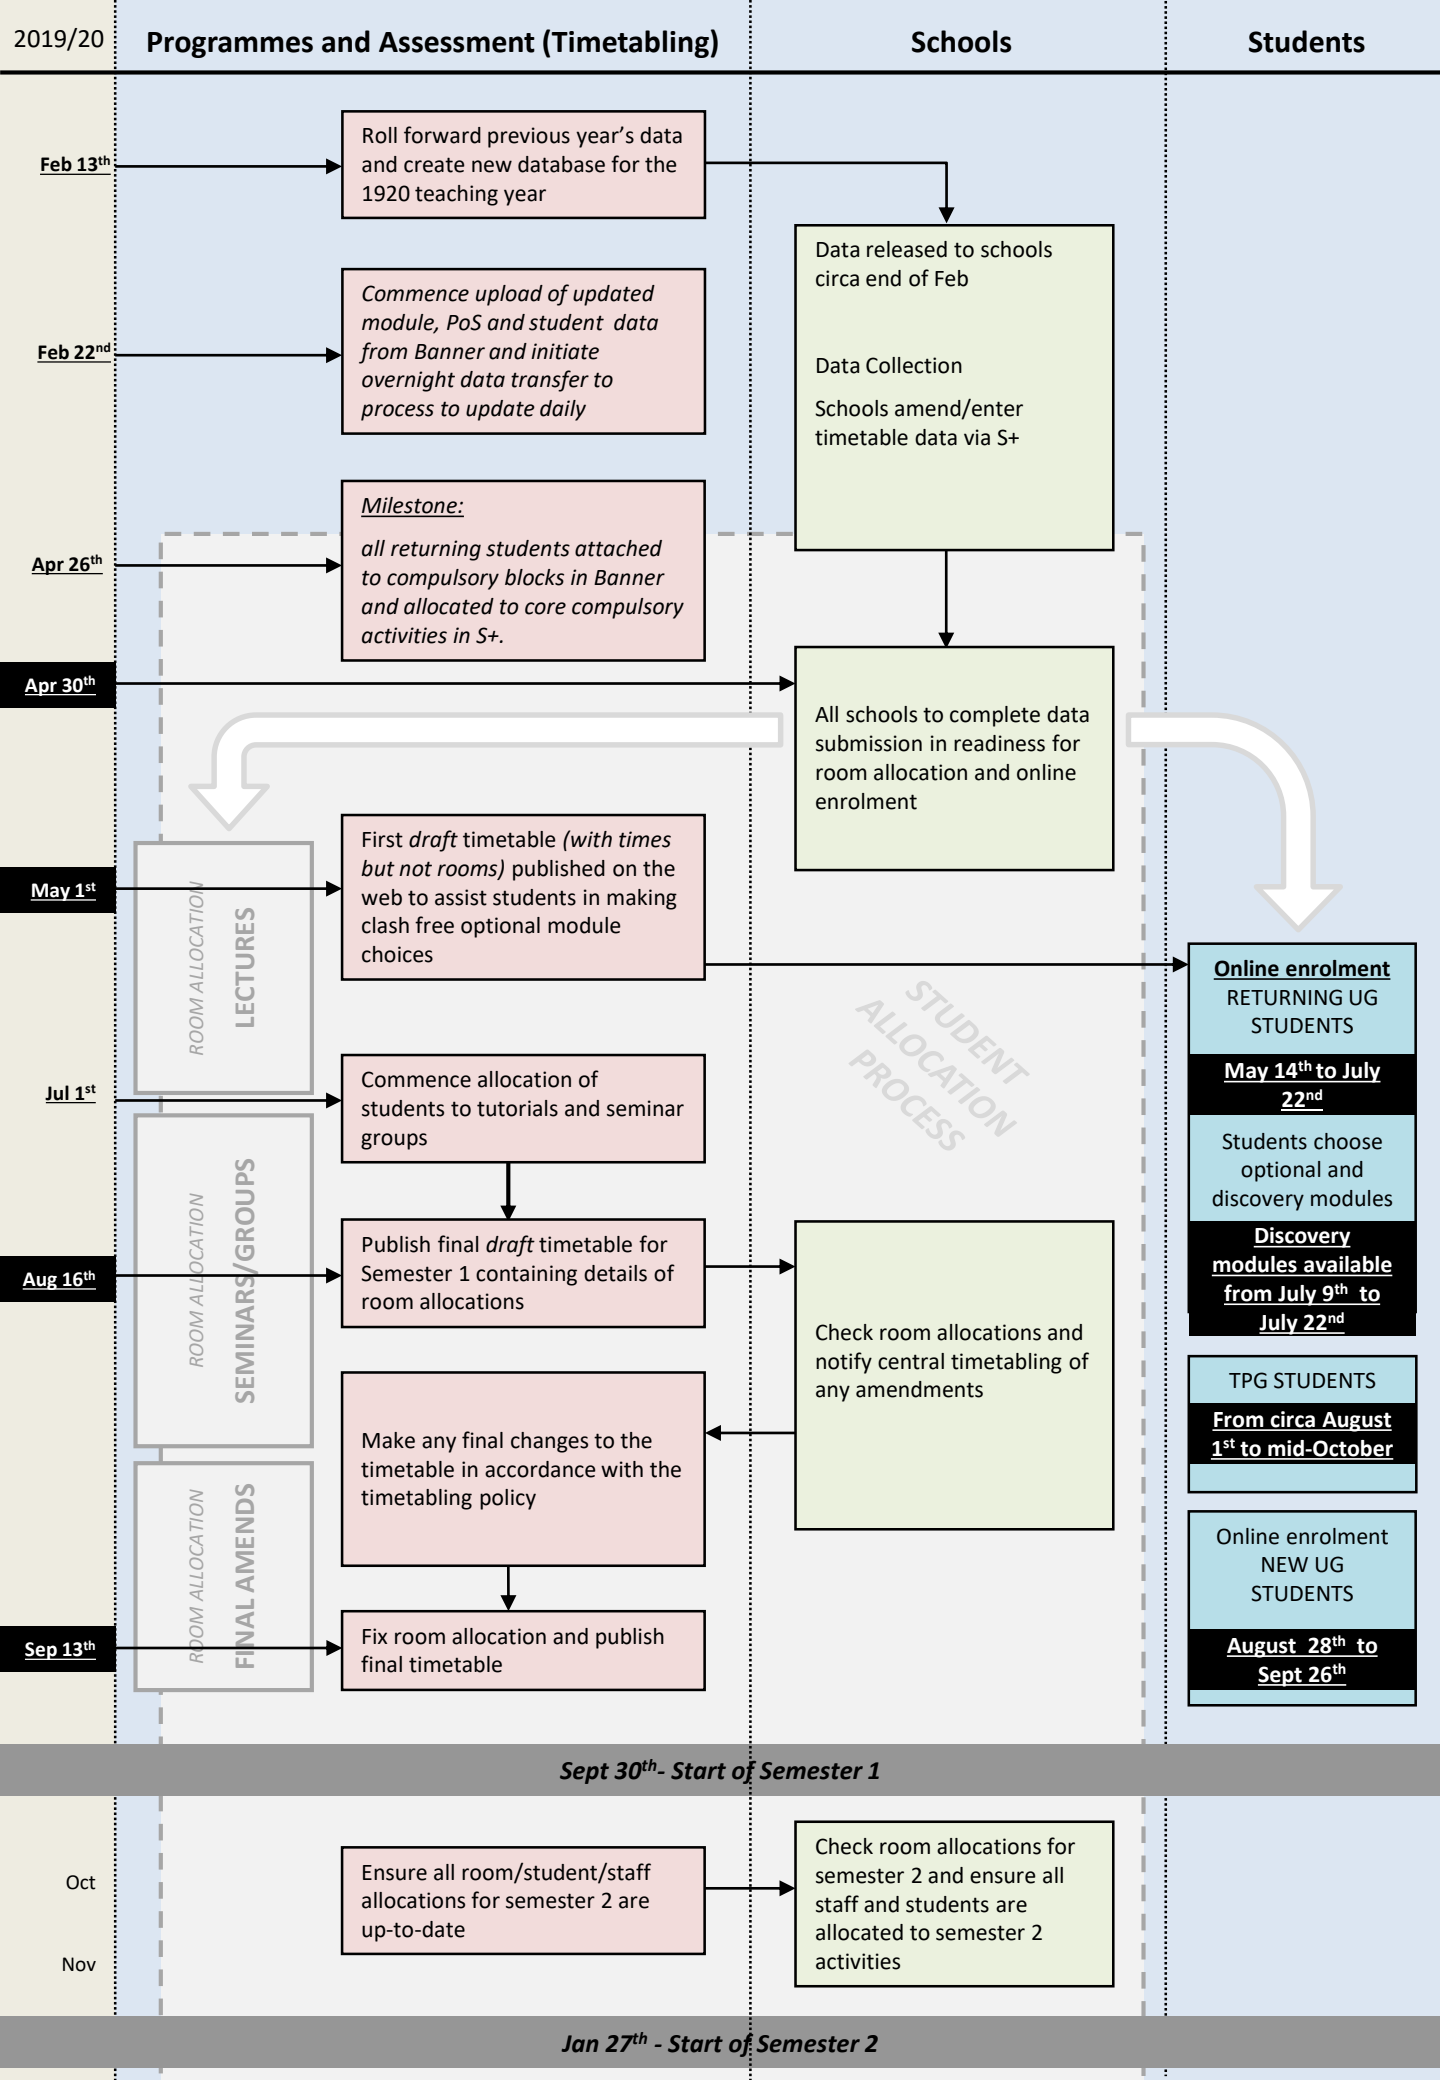 2019/20
Programmes and Assessment (Timetabling)
Schools
Students
Feb 13th
Roll forward previous year’s data
and create new database for the
1920 teaching year
Data released to schools
circa end of Feb
Data Collection
Schools amend/enter
timetable data via S+
Feb 22nd
Commence upload of updated
module, PoS and student data
from Banner and initiate
overnight data transfer to
process to update daily
Apr 26th
Milestone:
all returning students attached
to compulsory blocks in Banner
and allocated to core compulsory
activities in S+.
Apr 30th
All schools to complete data
submission in readiness for
room allocation and online
enrolment
May 1st
ROOM ALLOCATION
LECTURES
First draft timetable (with times
but not rooms) published on the
web to assist students in making
clash free optional module
choices
STUDENT
ALLOCATION
PROCESS
Online enrolment
RETURNING UG
STUDENTS
May 14th to July
22nd
Students choose
optional and
discovery modules
Discovery
modules available
from July 9th to
July 22nd
Jul 1st
Commence allocation of
students to tutorials and seminar
groups
ROOM ALLOCATION
SEMINARS/GROUPS
Aug 16th
Publish final draft timetable for
Semester 1 containing details of
room allocations
Check room allocations and
notify central timetabling of
any amendments
TPG STUDENTS
From circa August
1st to mid-October
Make any final changes to the
timetable in accordance with the
timetabling policy
ROOM ALLOCATION
FINAL AMENDS
Online enrolment
NEW UG
STUDENTS
August 28th to
Sept 26th
Sep 13th
Fix room allocation and publish
final timetable
Sept 30th- Start of Semester 1
Oct
Nov
Ensure all room/student/staff
allocations for semester 2 are
up-to-date
Check room allocations for
semester 2 and ensure all
staff and students are
allocated to semester 2
activities
Jan 27th - Start of Semester 2